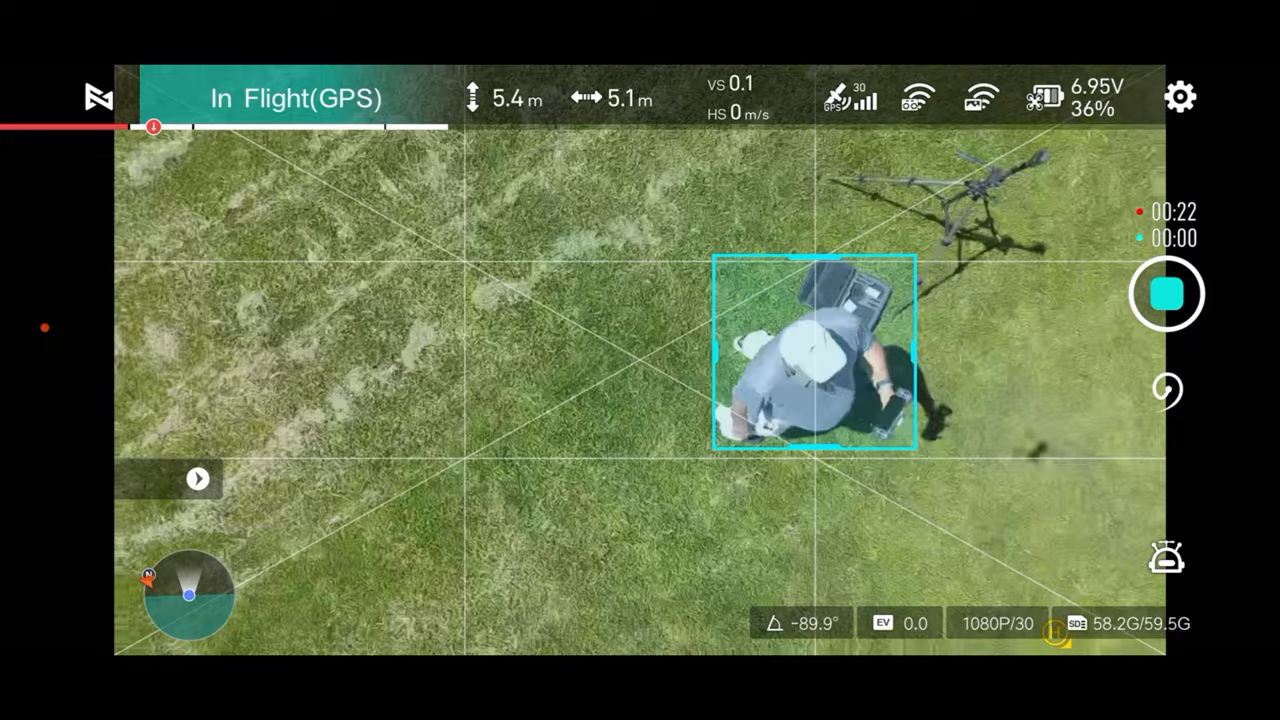 In Flight(GPS)
5.4 m
5.1 m
VS 0.1
HS 0 m/s
GPS
30
6.95V
36%
00:22
00:00
N
-89.9°
EV 0.0
1080P/30
H
58.2G/59.5G